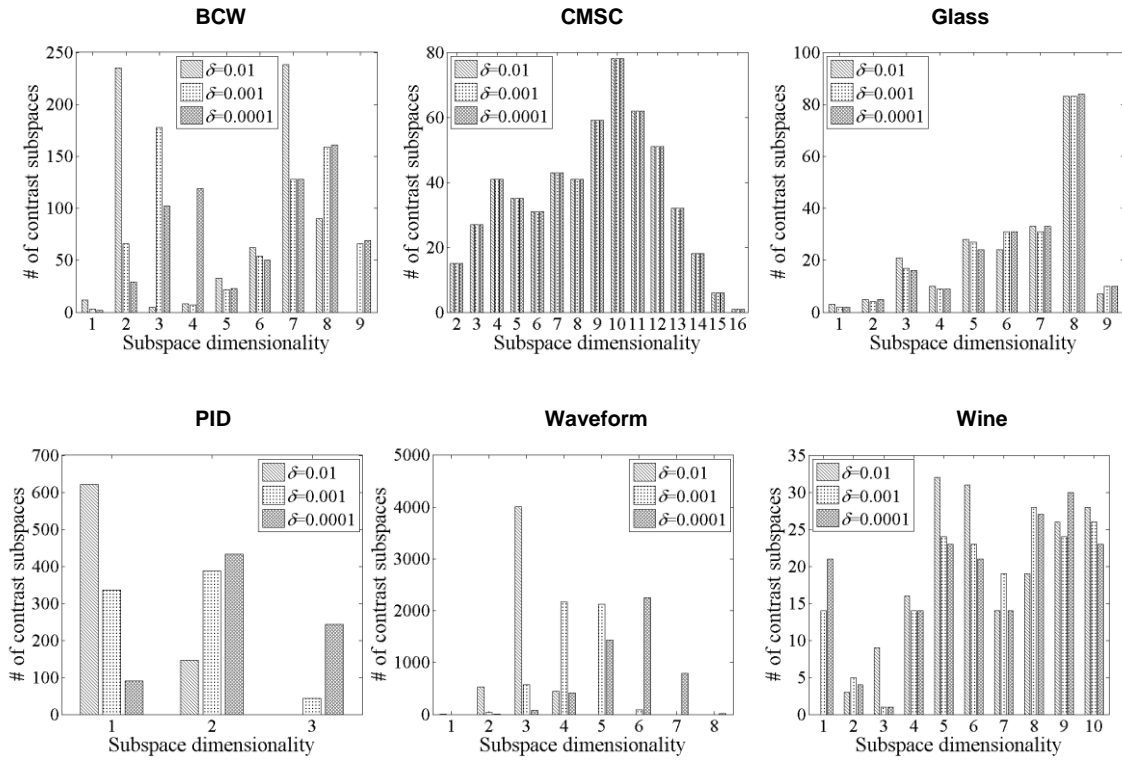 BCW
250
200
150
100
50
0
# of contrast subspaces
δ=0.01
δ=0.001
δ=0.0001
1 2 3 4 5 6 7 8 9
Subspace dimensionality
CMSC
80
60
40
20
0
# of contrast subspaces
δ=0.01
δ=0.001
δ=0.0001
2 3 4 5 6 7 8 9 10 11 12 13 14 15 16
Subspace dimensionality
Glass
100
80
60
40
20
0
# of contrast subspaces
δ=0.01
δ=0.001
δ=0.0001
1 2 3 4 5 6 7 8 9
Subspace dimensionality
PID
700
600
500
400
300
200
100
0
# of contrast subspaces
δ=0.01
δ=0.001
δ=0.0001
1 2 3
Subspace dimensionality
Waveform
5000
4000
3000
2000
1000
0
# of contrast subspaces
δ=0.01
δ=0.001
δ=0.0001
1 2 3 4 5 6 7 8
Subspace dimensionality
Wine
35
30
25
20
15
10
5
0
# of contrast subspaces
δ=0.01
δ=0.001
δ=0.0001
1 2 3 4 5 6 7 8 9 10
Subspace dimensionality